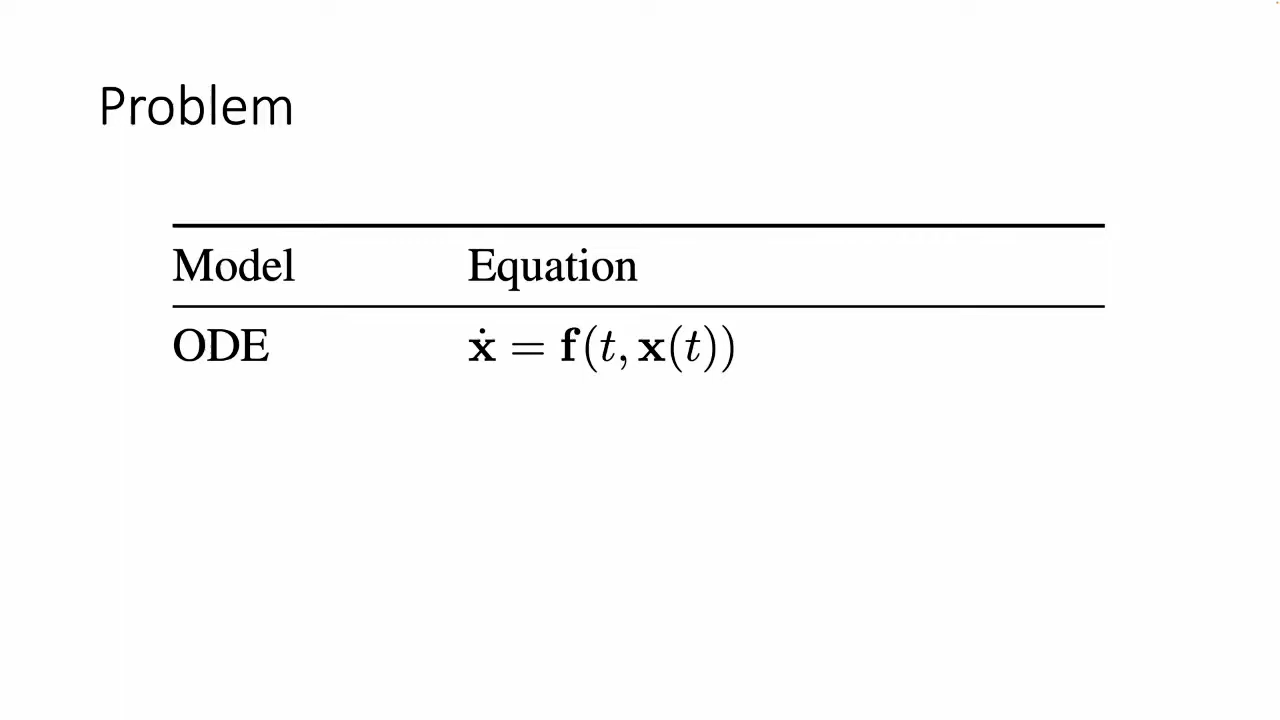 Problem
Model Equation
ODE ẋ = f(t, x(t))